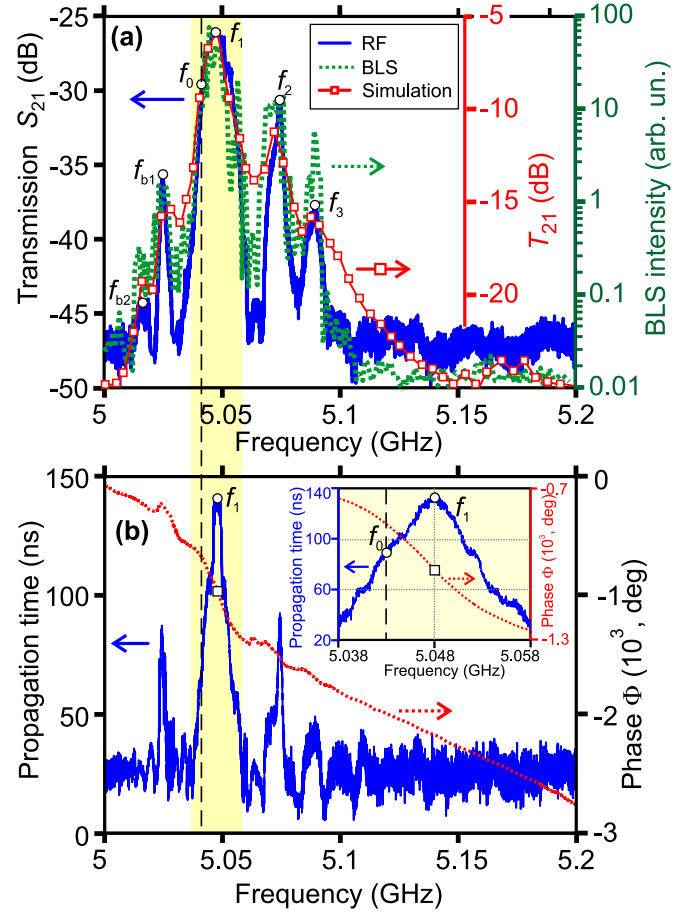 (a)
RF
BLS
Simulation
f0
f1
f2
f3
fb1
fb2
Transmission S21 (dB)
-25
-30
-35
-40
-45
-50
-5
-10
-15
-20
T21 (dB)
100
10
1
0.1
0.01
BLS intensity (arb. un.)
5 5.05 5.1 5.15 5.2
Frequency (GHz)
(b)
f1
Propagation time (ns)
150
100
50
0
0
-1
-2
-3
Phase Φ (10³, deg)
5 5.05 5.1 5.15 5.2
Frequency (GHz)
Propagation time (ns)
140
100
60
20
f0
f1
-0.7
-1.3
Phase Φ (10³, deg)
5.038 5.048 5.058
Frequency (GHz)